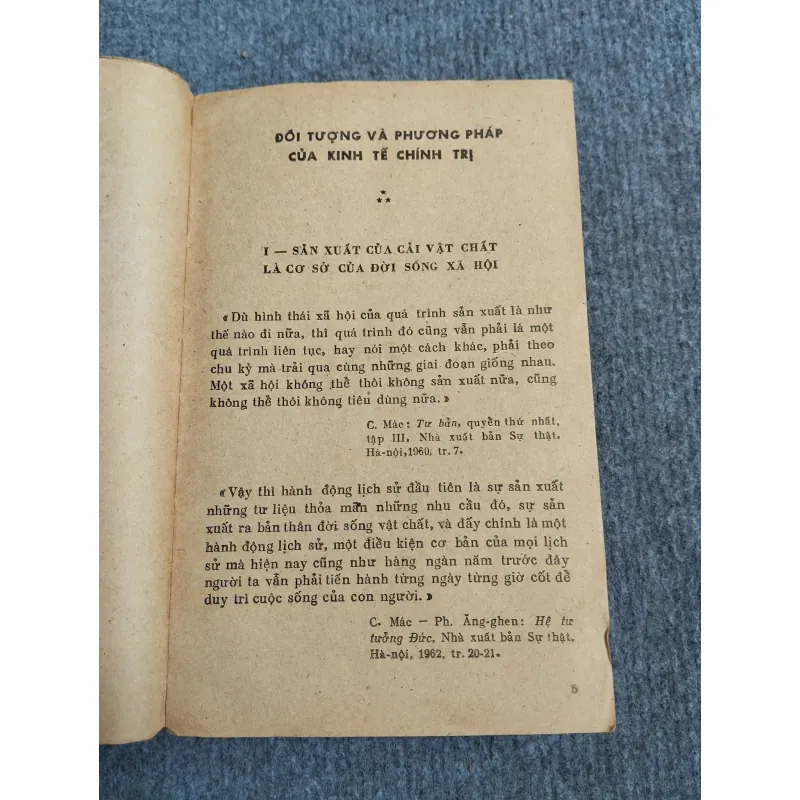 ĐỐI TƯỢNG VÀ PHƯƠNG PHÁP
CỦA KINH TẾ CHÍNH TRỊ
*
**
I — SẢN XUẤT CỦA CẢI VẬT CHẤT
LÀ CƠ SỞ CỦA ĐỜI SỐNG XÃ HỘI
«Dù hình thái xã hội của quá trình sản xuất là như
thế nào đi nữa, thì quá trình đó cũng vẫn phải lá một
quá trình liên tục, hay nói một cách khác, phải theo
chu kỳ mà trải qua cùng những giai đoạn giống nhau.
Một xã hội không thể thôi không sản xuất nữa, cũng
không thể thôi không tiêu dùng nữa.»
C. Mác: Tư bản, quyển thứ nhất,
tập III, Nhà xuất bản Sự thật.
Hà-nội,1960, tr.7.
«Vậy thì hành động lịch sử đầu tiên là sự sản xuất
những tư liệu thỏa mãn những nhu cầu đó, sự sản
xuất ra bản thân đời sống vật chất, và đấy chính là một
hành động lịch sử, một điều kiện cơ bản của mọi lịch
sử mà hiện nay cũng như hàng ngàn năm trước đây
người ta vẫn phải tiến hành từng ngày từng giờ cốt để
duy trì cuộc sống của con người.»
C. Mác — Ph. Ăng-ghen: Hệ tư
tưởng Đức, Nhà xuất bản Sự thật,
Hà-nội, 1962, tr. 20-21.
5